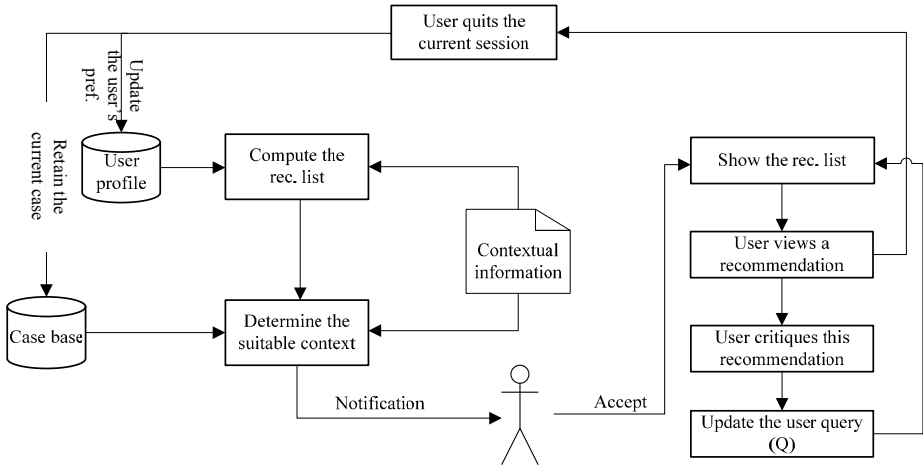 User quits the
current session
Update
the user's
pref.
Retain the
current case
User
profile
Compute the
rec. list
Show the rec. list
Contextual
information
User views a
recommendation
Case base
Determine the
suitable context
User critiques this
recommendation
Notification
Accept
Update the user query
(Q)